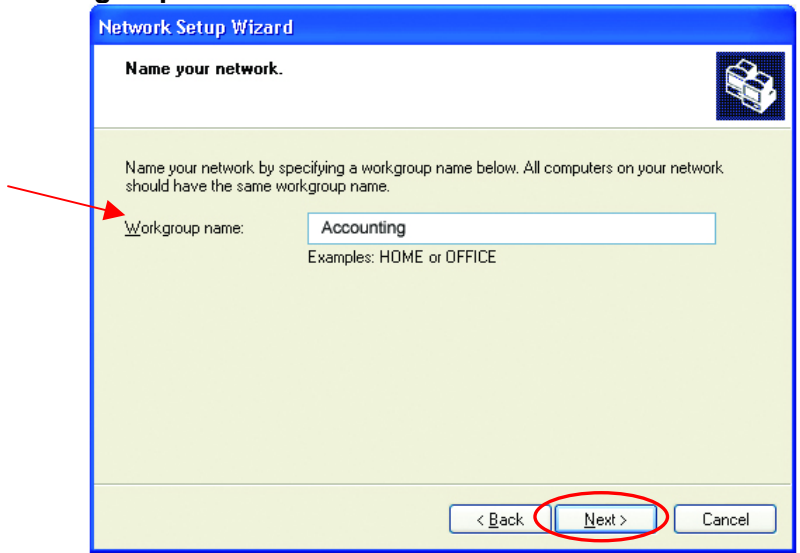 Network Setup Wizard
Name your network.
Name your network by specifying a workgroup name below. All computers on your network
should have the same workgroup name.
Workgroup name: Accounting
Examples: HOME or OFFICE
< Back Next > Cancel